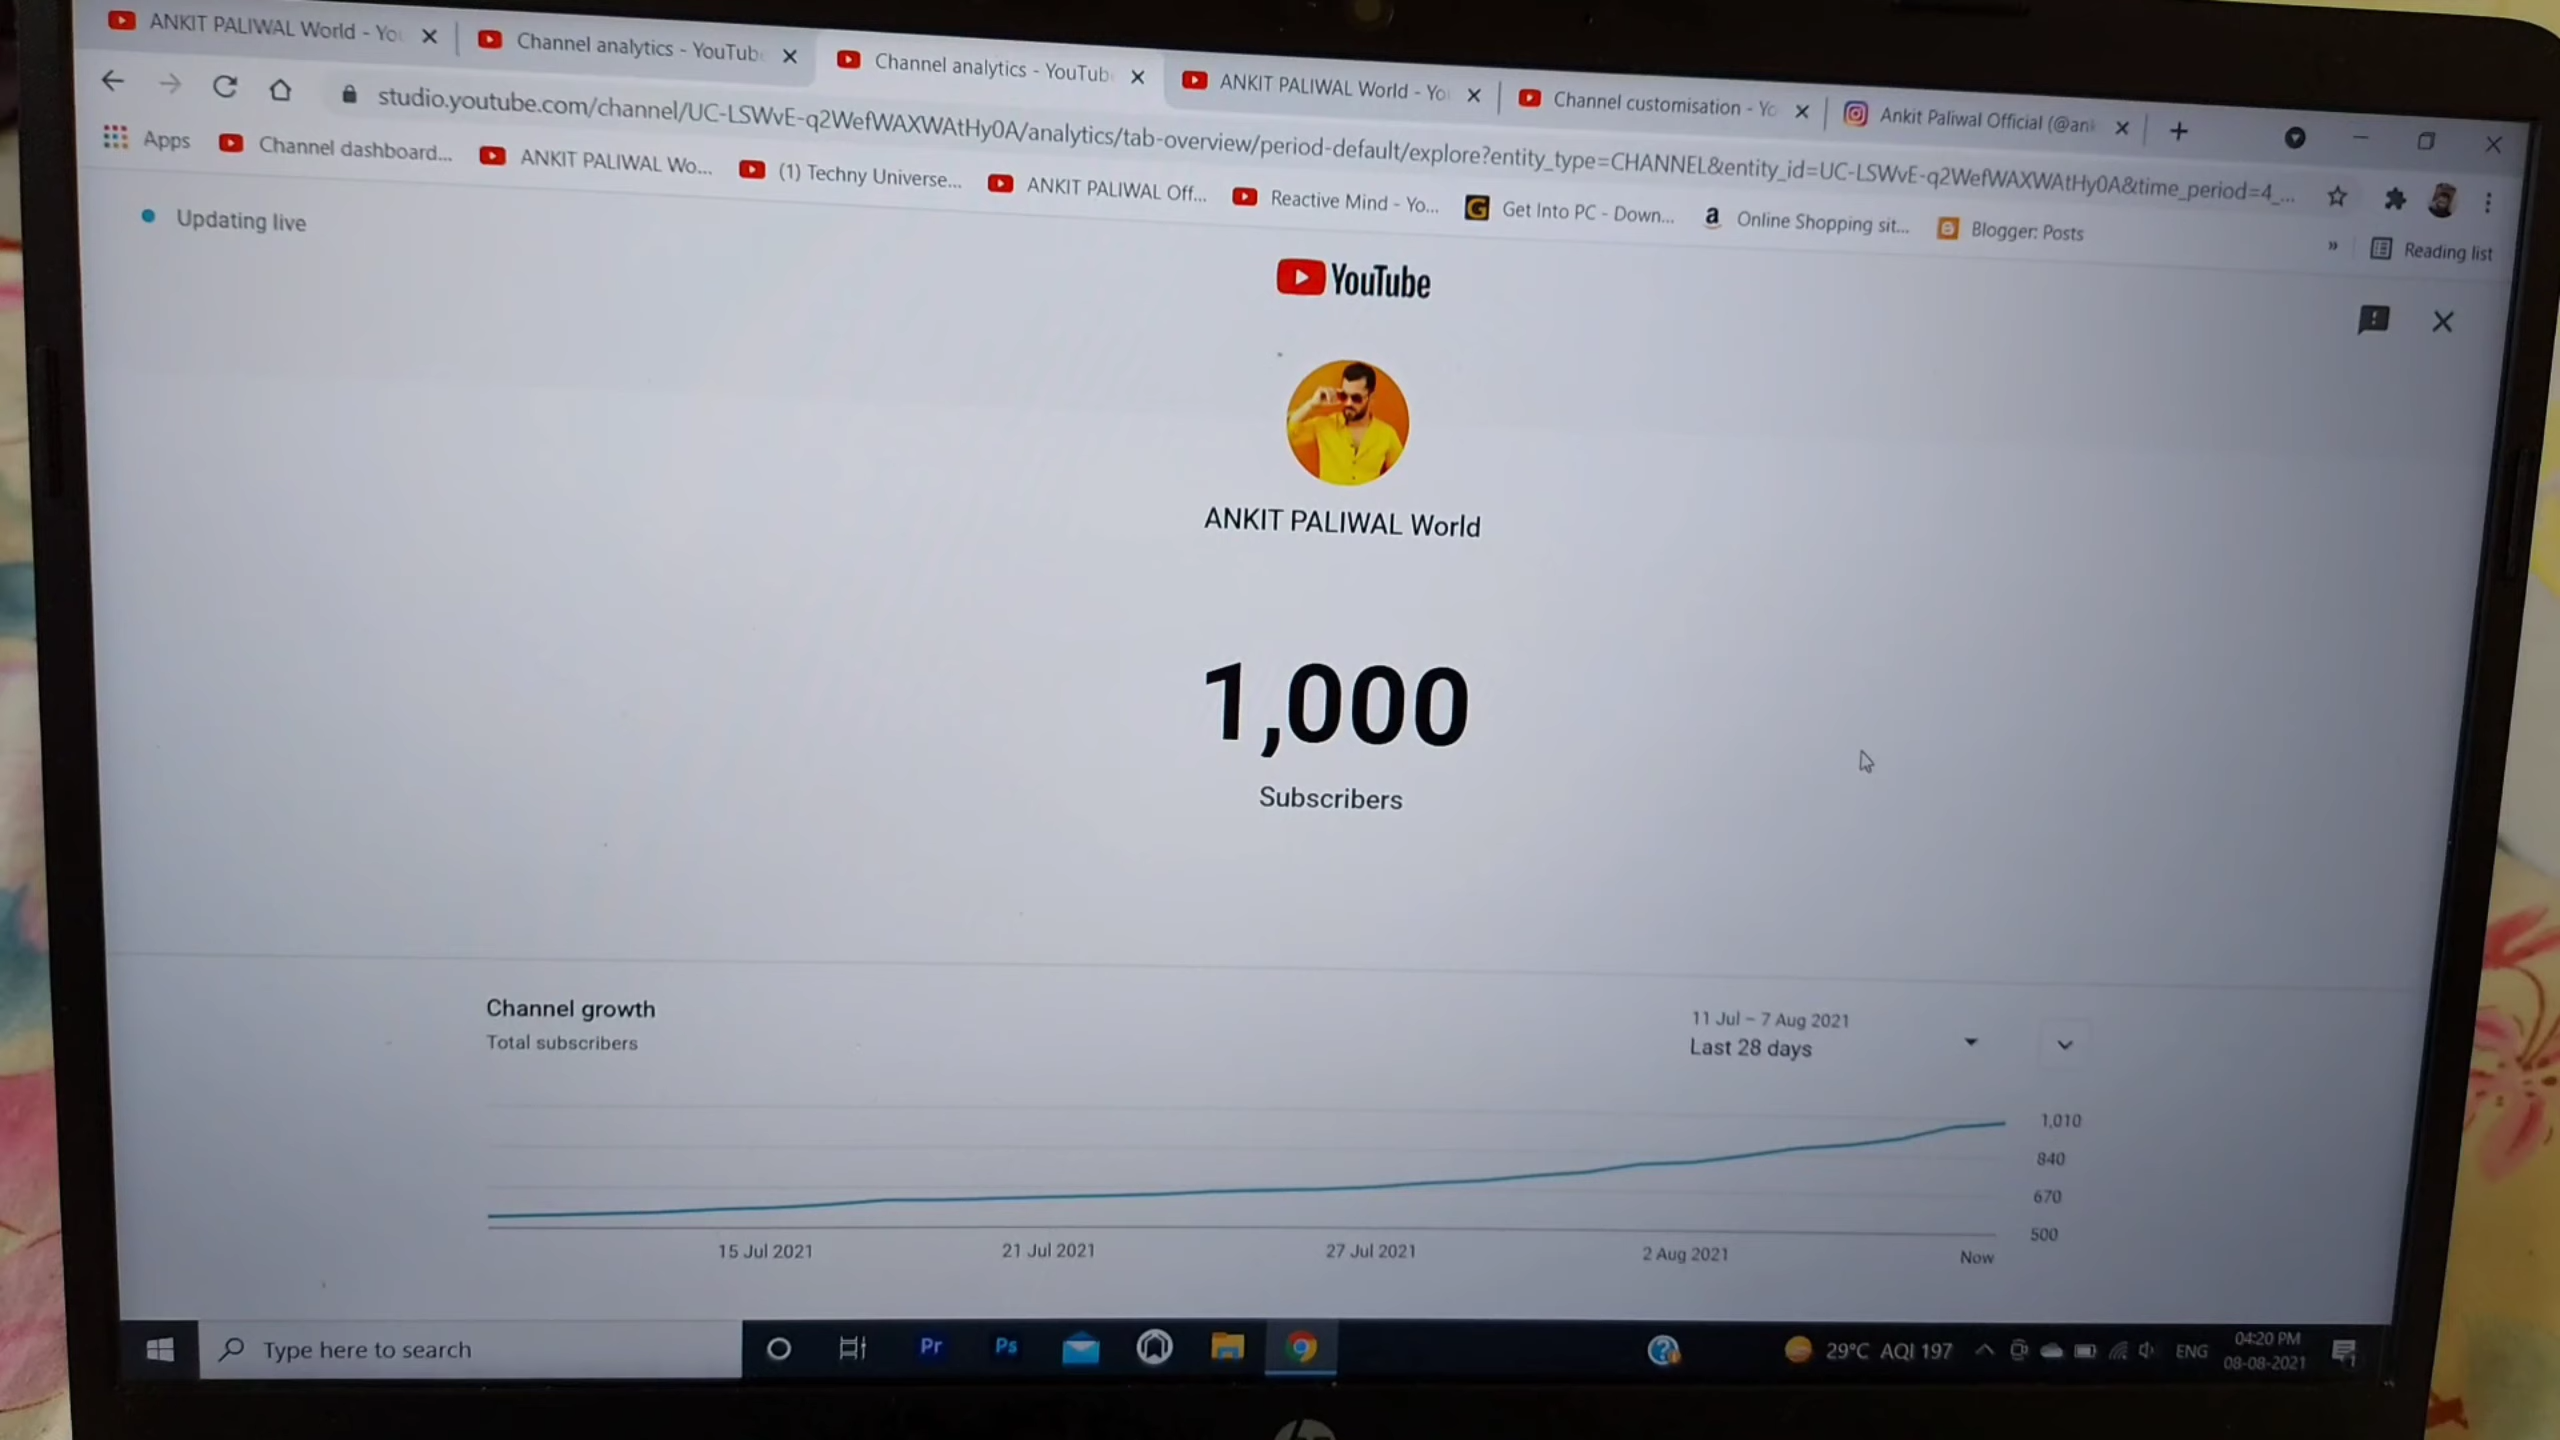 ANKIT PALIWAL World - Yo
Channel analytics - YouTub
Channel analytics - YouTub
ANKIT PALIWAL World - Yo
Channel customisation - Yo
Ankit Paliwal Official (@an
studio.youtube.com/channel/UC-LSWvE-q2WefWAXWAtHy0A/analytics/tab-overview/period-default/explore?entity_type=CHANNEL&entity_id=UC-LSWvE-q2WefWAXWAtHy0A&time_period=4_...
Apps
Channel dashboard...
ANKIT PALIWAL Wo...
(1) Techny Universe...
ANKIT PALIWAL Off...
Reactive Mind - Yo...
Get Into PC - Down...
Online Shopping sit...
Blogger: Posts
»
Reading list
Updating live
YouTube
ANKIT PALIWAL World
1,000
Subscribers
Channel growth
Total subscribers
11 Jul – 7 Aug 2021
Last 28 days
1,010
840
670
500
15 Jul 2021
21 Jul 2021
27 Jul 2021
2 Aug 2021
Now
Type here to search
Pr
Ps
29°C AQI 197
ENG
04:20 PM
08-08-2021
hp